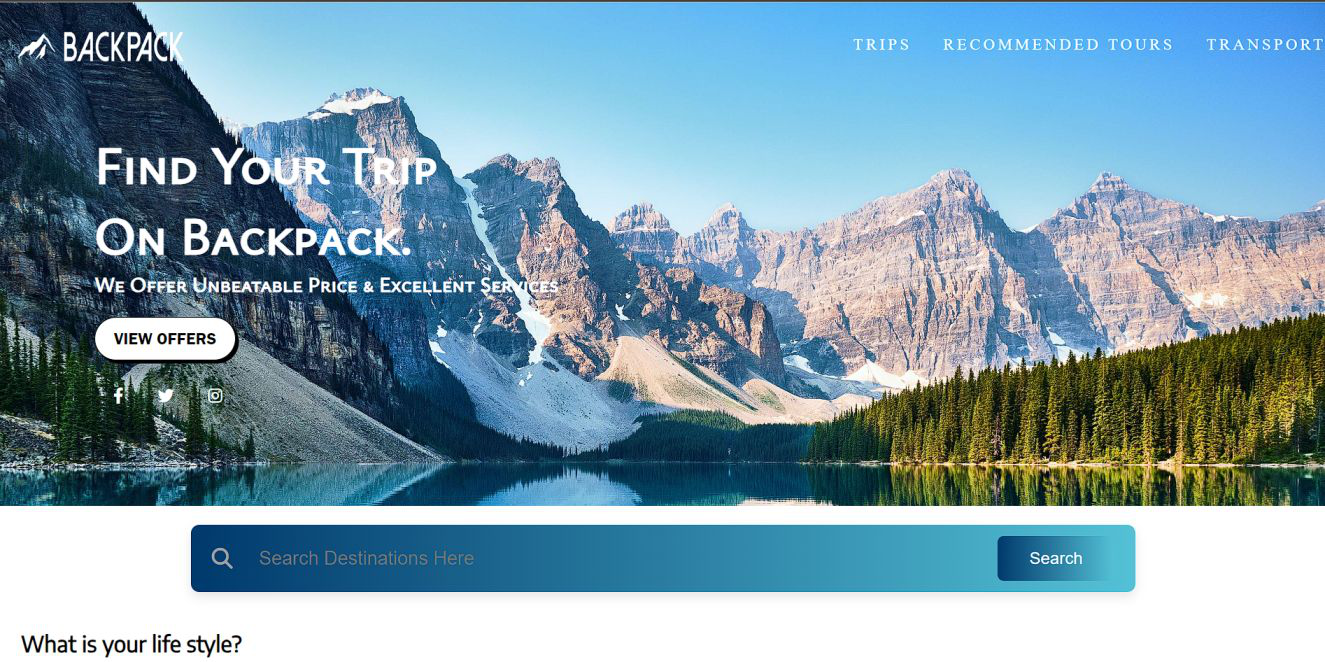 BACKPACK
TRIPS RECOMMENDED TOURS TRANSPORT
Find Your Trip
On Backpack.
We Offer Unbeatable Price & Excellent Services
VIEW OFFERS
Search Destinations Here
Search
What is your life style?